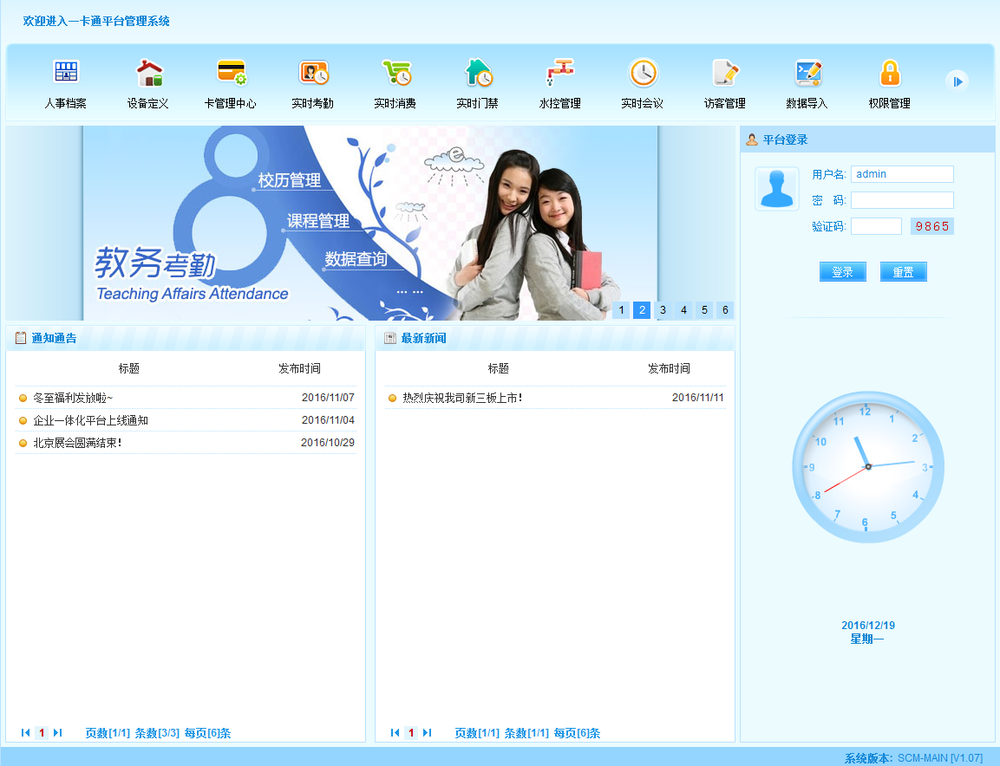 欢迎进入一卡通平台管理系统
人事档案 设备定义 卡管理中心 实时考勤 实时消费 实时门禁 水控管理 实时会议 访客管理 数据导入 权限管理
校历管理
课程管理
数据查询
... ...
教务考勤
Teaching Affairs Attendance
1 2 3 4 5 6
平台登录
用户名: admin
密 码:
验证码: 9865
登录 重置
通知通告
标题 发布时间
冬至福利发放啦~ 2016/11/07
企业一体化平台上线通知 2016/11/04
北京展会圆满结束! 2016/10/29
1 页数[1/1] 条数[3/3] 每页[6]条
最新新闻
标题 发布时间
热烈庆祝我司新三板上市! 2016/11/11
1 页数[1/1] 条数[1/1] 每页[6]条
12
1
2
3
4
5
6
7
8
9
10
11
2016/12/19
星期一
系统版本: SCM-MAIN [V1.07]